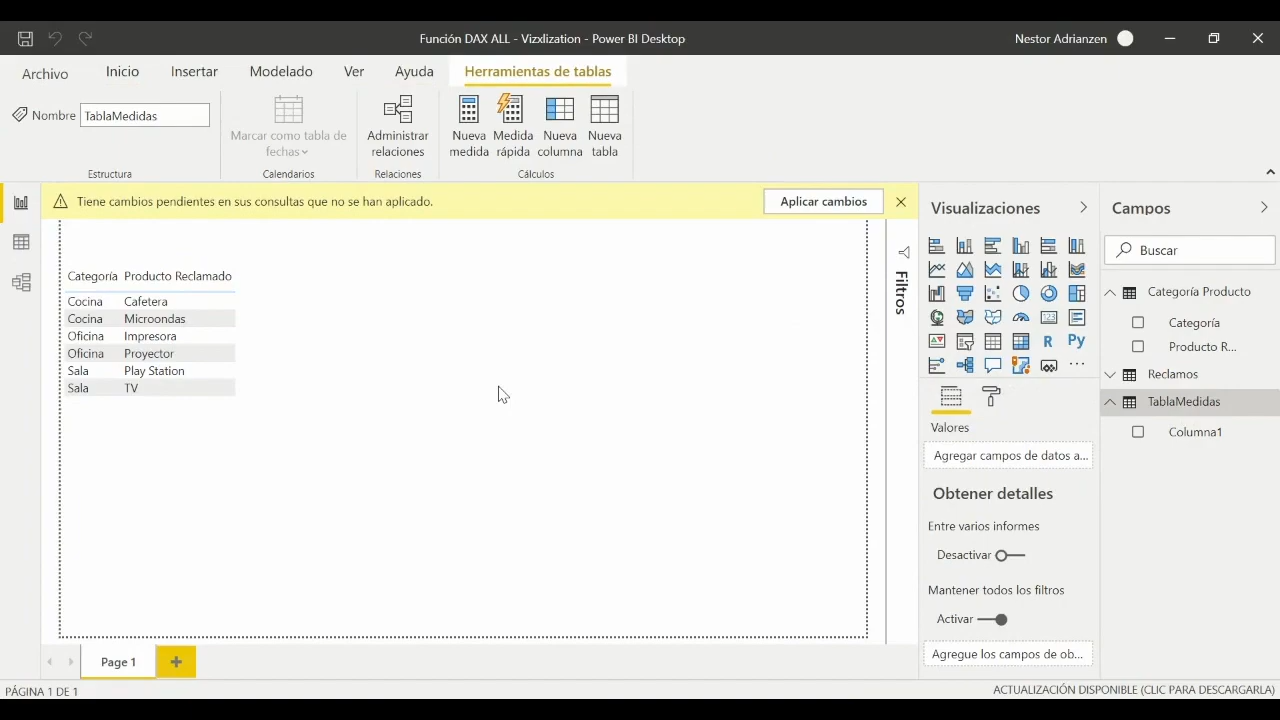 Función DAX ALL - Vizxlization - Power BI Desktop
Nestor Adrianzen
Archivo
Inicio
Insertar
Modelado
Ver
Ayuda
Herramientas de tablas
Nombre
TablaMedidas
Marcar como tabla de
fechas
Administrar
relaciones
Nueva
medida
Medida
rápida
Nueva
columna
Nueva
tabla
Estructura
Calendarios
Relaciones
Cálculos
Tiene cambios pendientes en sus consultas que no se han aplicado.
Aplicar cambios
Categoría Producto Reclamado
Cocina Cafetera
Cocina Microondas
Oficina Impresora
Oficina Proyector
Sala Play Station
Sala TV
Filtros
Visualizaciones
123
R
Py
Valores
Agregar campos de datos a...
Obtener detalles
Entre varios informes
Desactivar
Mantener todos los filtros
Activar
Agregue los campos de ob...
Campos
Buscar
Categoría Producto
Categoría
Producto R...
Reclamos
TablaMedidas
Columna1
Page 1
PÁGINA 1 DE 1
ACTUALIZACIÓN DISPONIBLE (CLIC PARA DESCARGARLA)